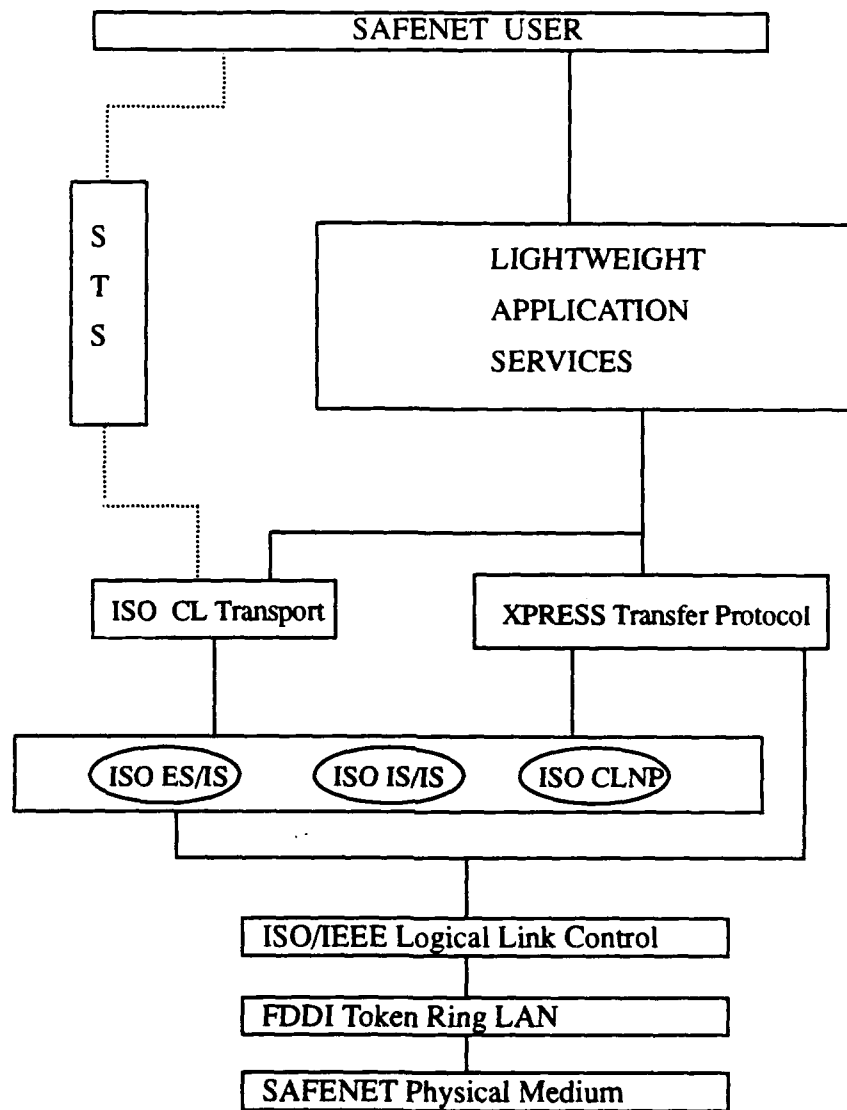 SAFENET USER
S
T
S
LIGHTWEIGHT
APPLICATION
SERVICES
ISO CL Transport
XPRESS Transfer Protocol
ISO ES/IS
ISO IS/IS
ISO CLNP
ISO/IEEE Logical Link Control
FDDI Token Ring LAN
SAFENET Physical Medium